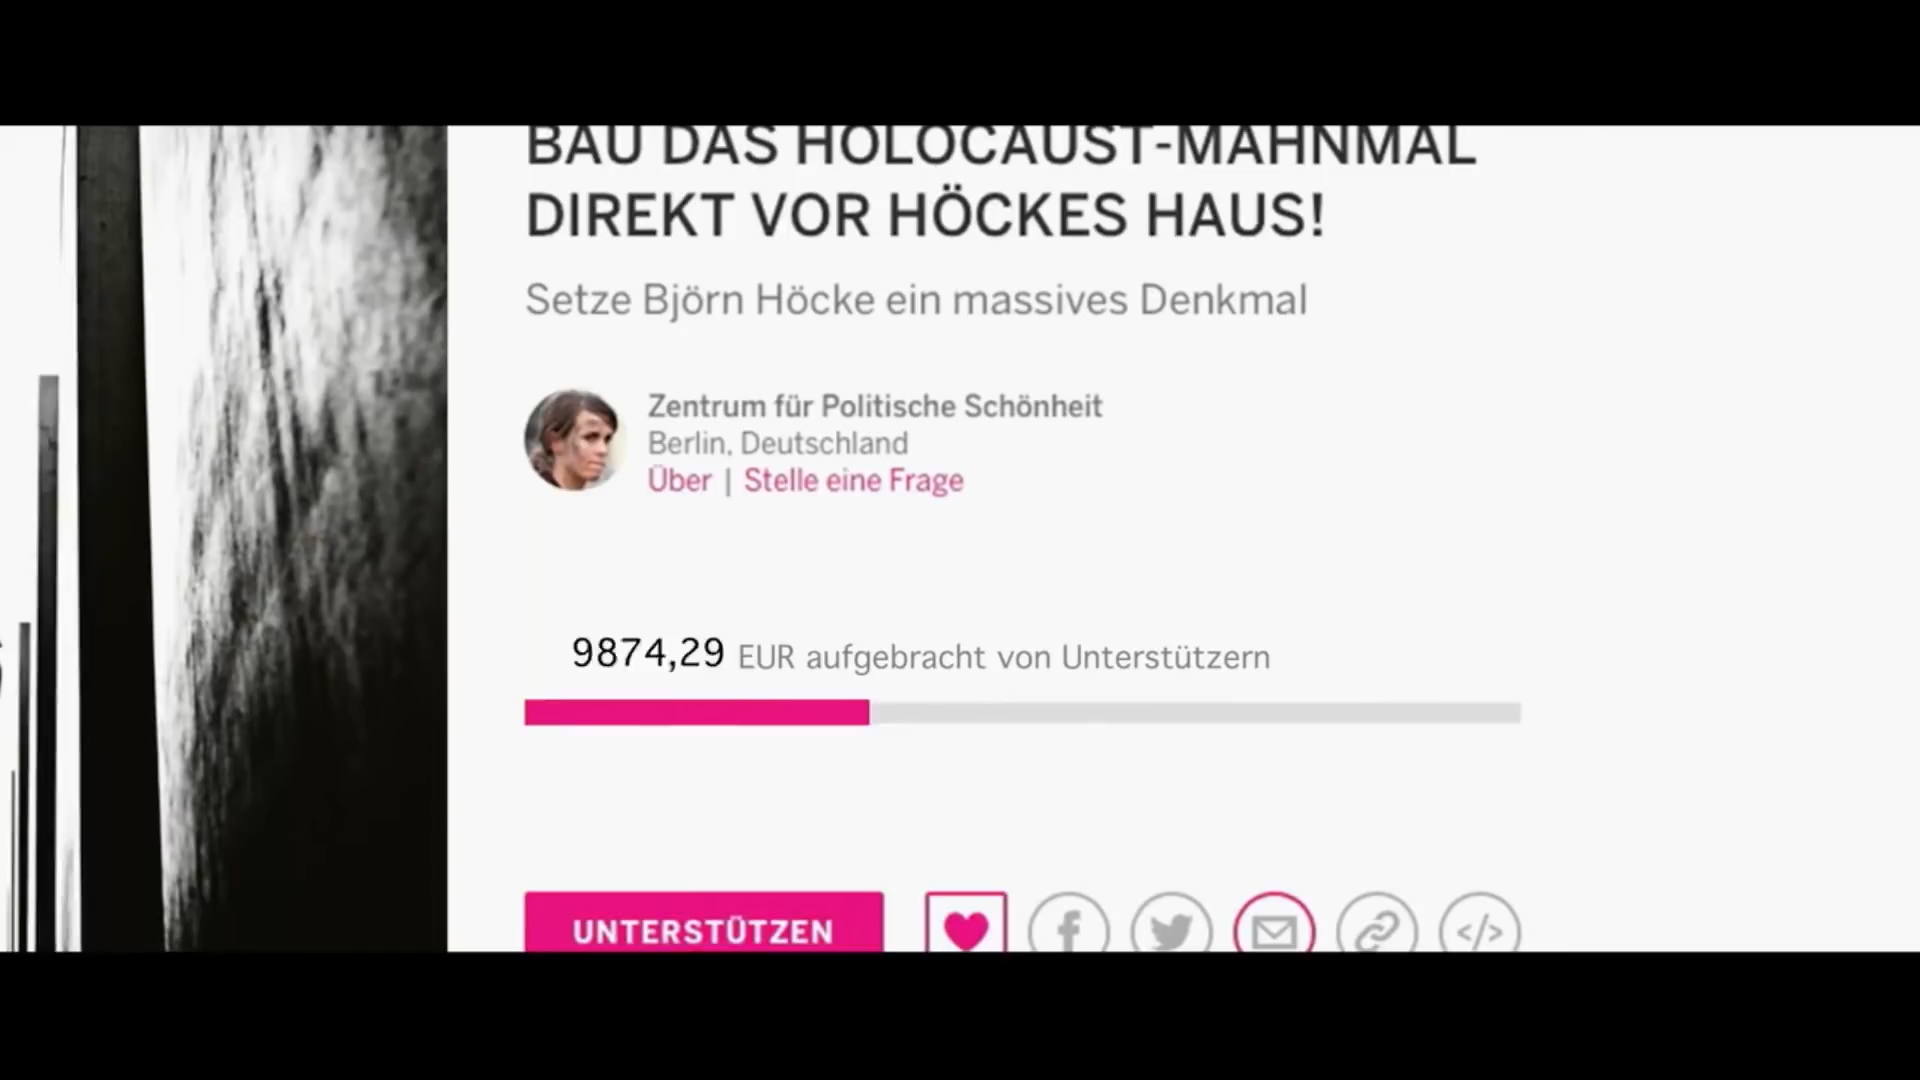 BAU DAS HOLOCAUST-MAHNMAL
DIREKT VOR HÖCKES HAUS!
Setze Björn Höcke ein massives Denkmal
Zentrum für Politische Schönheit
Berlin, Deutschland
Über | Stelle eine Frage
9874,29 EUR aufgebracht von Unterstützern
UNTERSTÜTZEN